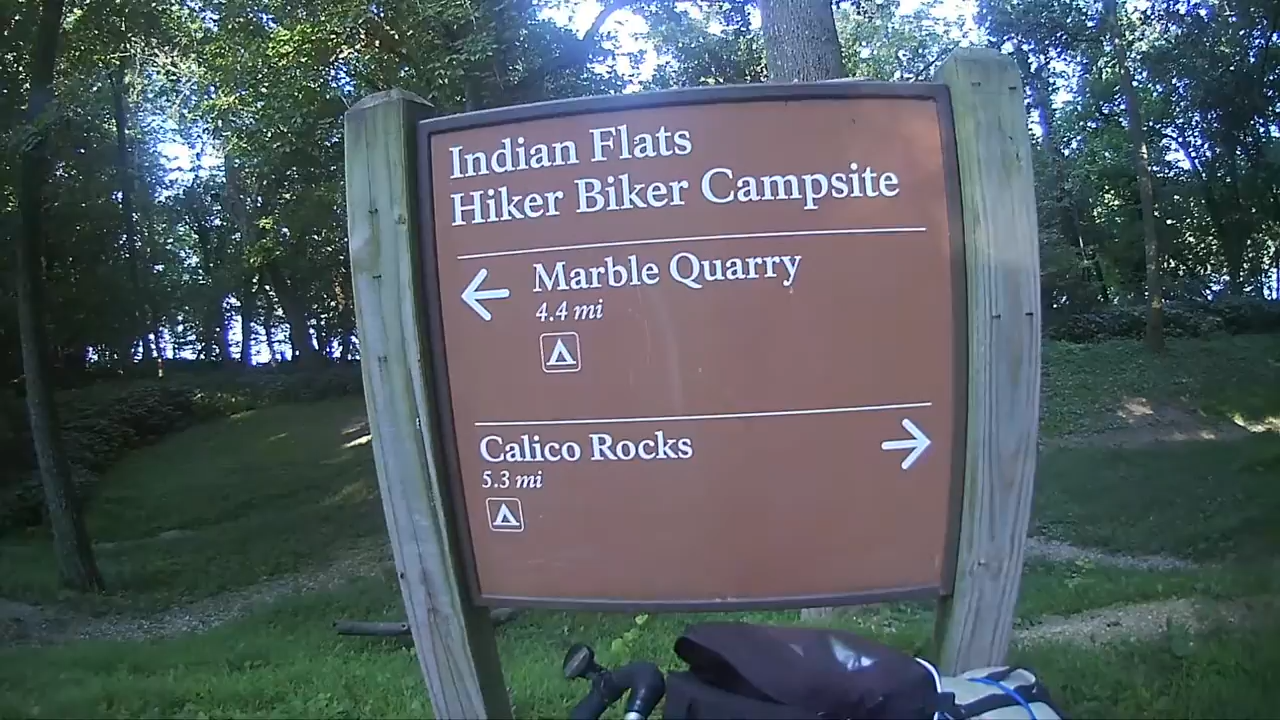 Indian Flats
Hiker Biker Campsite
Marble Quarry
4.4 mi
Calico Rocks
5.3 mi